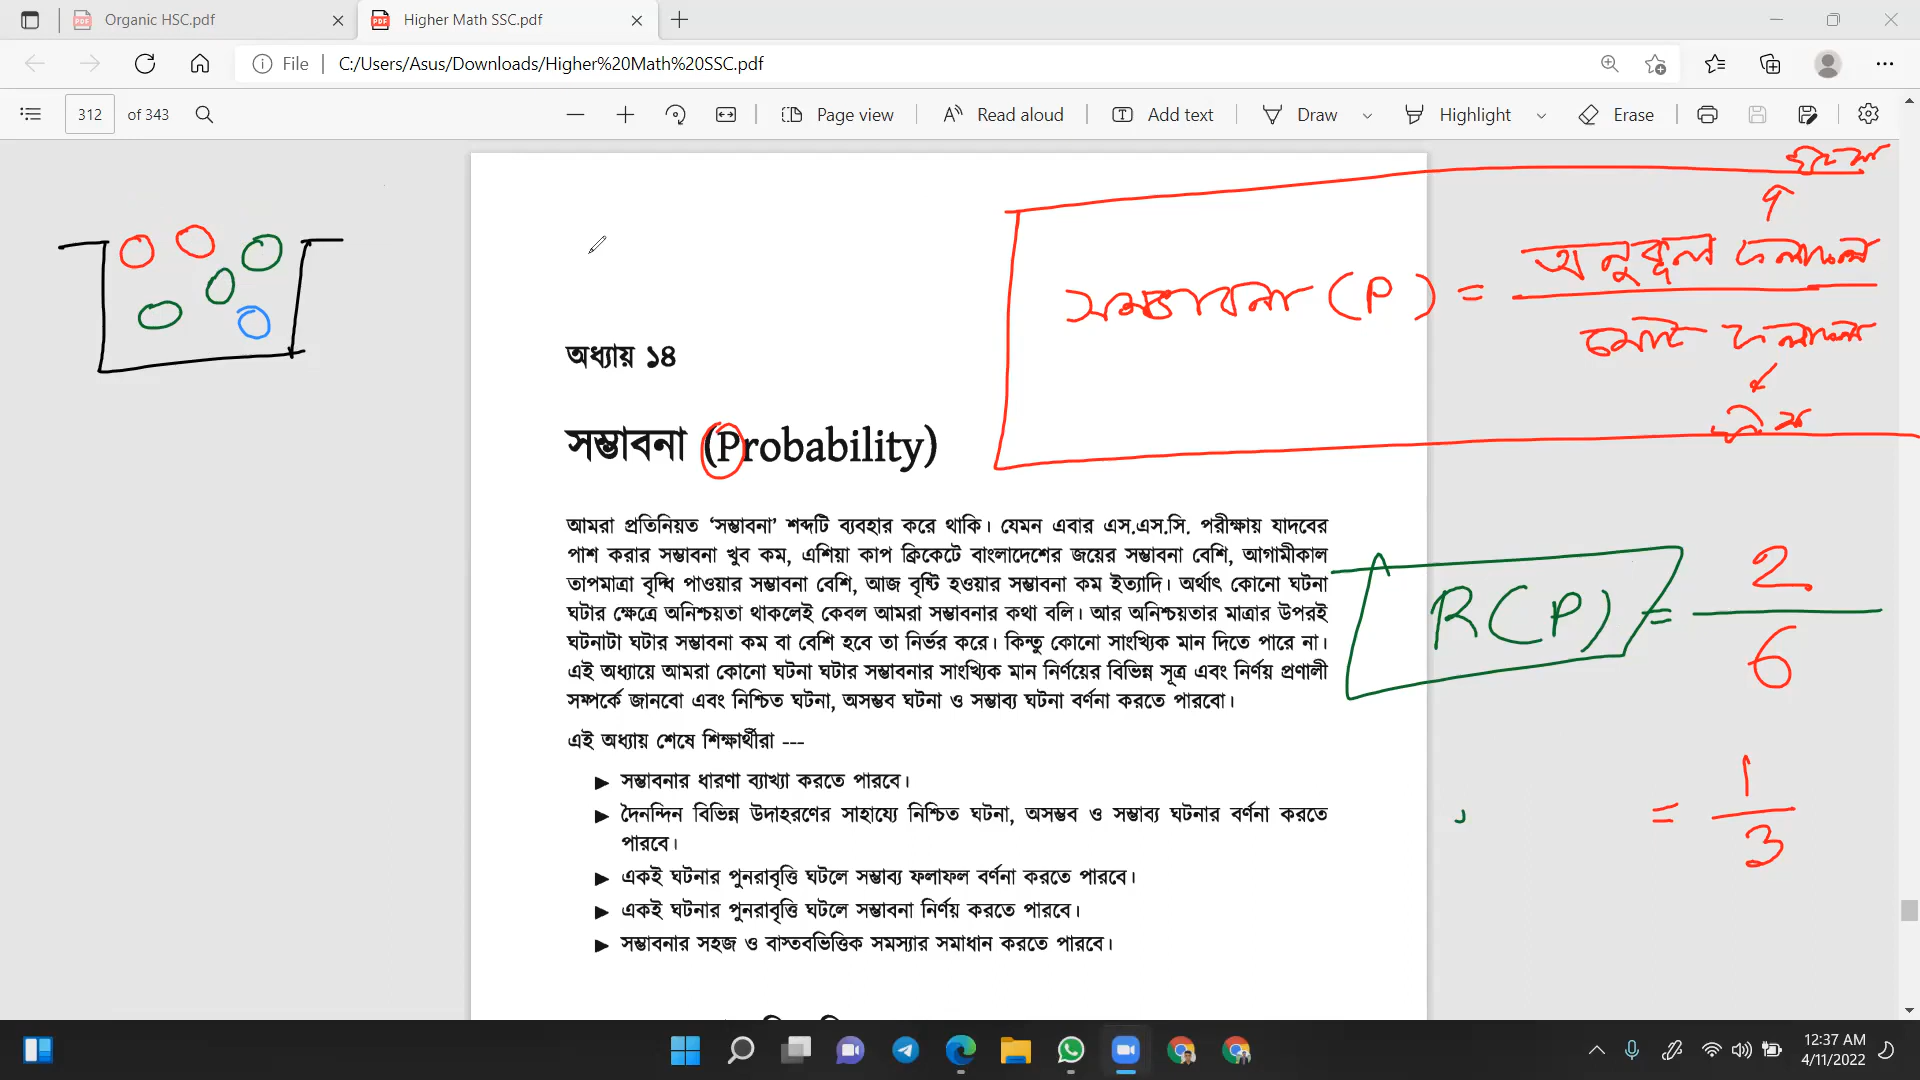 Organic HSC.pdf
Higher Math SSC.pdf
File
C:/Users/Asus/Downloads/Higher%20Math%20SSC.pdf
312 of 343
Page view
Read aloud
Add text
Draw
Highlight
Erase
সম্ভাবনা (P) = অনুকূল ফলাফল
মোট ফলাফল
অধ্যায় ১৪
সম্ভাবনা (Probability)
আমরা প্রতিনিয়ত ‘সম্ভাবনা’ শব্দটি ব্যবহার করে থাকি। যেমন এবার এস.এস.সি. পরীক্ষায় যাদবের
পাশ করার সম্ভাবনা খুব কম, এশিয়া কাপ ক্রিকেটে বাংলাদেশের জয়ের সম্ভাবনা বেশি, আগামীকাল
তাপমাত্রা বৃদ্ধি পাওয়ার সম্ভাবনা বেশি, আজ বৃষ্টি হওয়ার সম্ভাবনা কম ইত্যাদি। অর্থাৎ কোনো ঘটনা
ঘটার ক্ষেত্রে অনিশ্চয়তা থাকলেই কেবল আমরা সম্ভাবনার কথা বলি। আর অনিশ্চয়তার মাত্রার উপরই
ঘটনাটা ঘটার সম্ভাবনা কম বা বেশি হবে তা নির্ভর করে। কিন্তু কোনো সাংখ্যিক মান দিতে পারে না।
এই অধ্যায়ে আমরা কোনো ঘটনা ঘটার সম্ভাবনার সাংখ্যিক মান নির্ণয়ের বিভিন্ন সূত্র এবং নির্ণয় প্রণালী
সম্পর্কে জানবো এবং নিশ্চিত ঘটনা, অসম্ভব ঘটনা ও সম্ভাব্য ঘটনা বর্ণনা করতে পারবো।
এই অধ্যায় শেষে শিক্ষার্থীরা ---
► সম্ভাবনার ধারণা ব্যাখ্যা করতে পারবে।
► দৈনন্দিন বিভিন্ন উদাহরণের সাহায্যে নিশ্চিত ঘটনা, অসম্ভব ও সম্ভাব্য ঘটনার বর্ণনা করতে
পারবে।
► একই ঘটনার পুনরাবৃত্তি ঘটলে সম্ভাব্য ফলাফল বর্ণনা করতে পারবে।
► একই ঘটনার পুনরাবৃত্তি ঘটলে সম্ভাবনা নির্ণয় করতে পারবে।
► সম্ভাবনার সহজ ও বাস্তবভিত্তিক সমস্যার সমাধান করতে পারবে।
R(P) = 2
6
= 1
3
12:37 AM
4/11/2022